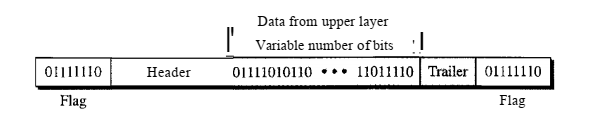 Data from upper layer
Variable number of bits
01111110 Header 01111010110 ••• 11011110 Trailer 01111110
Flag Flag